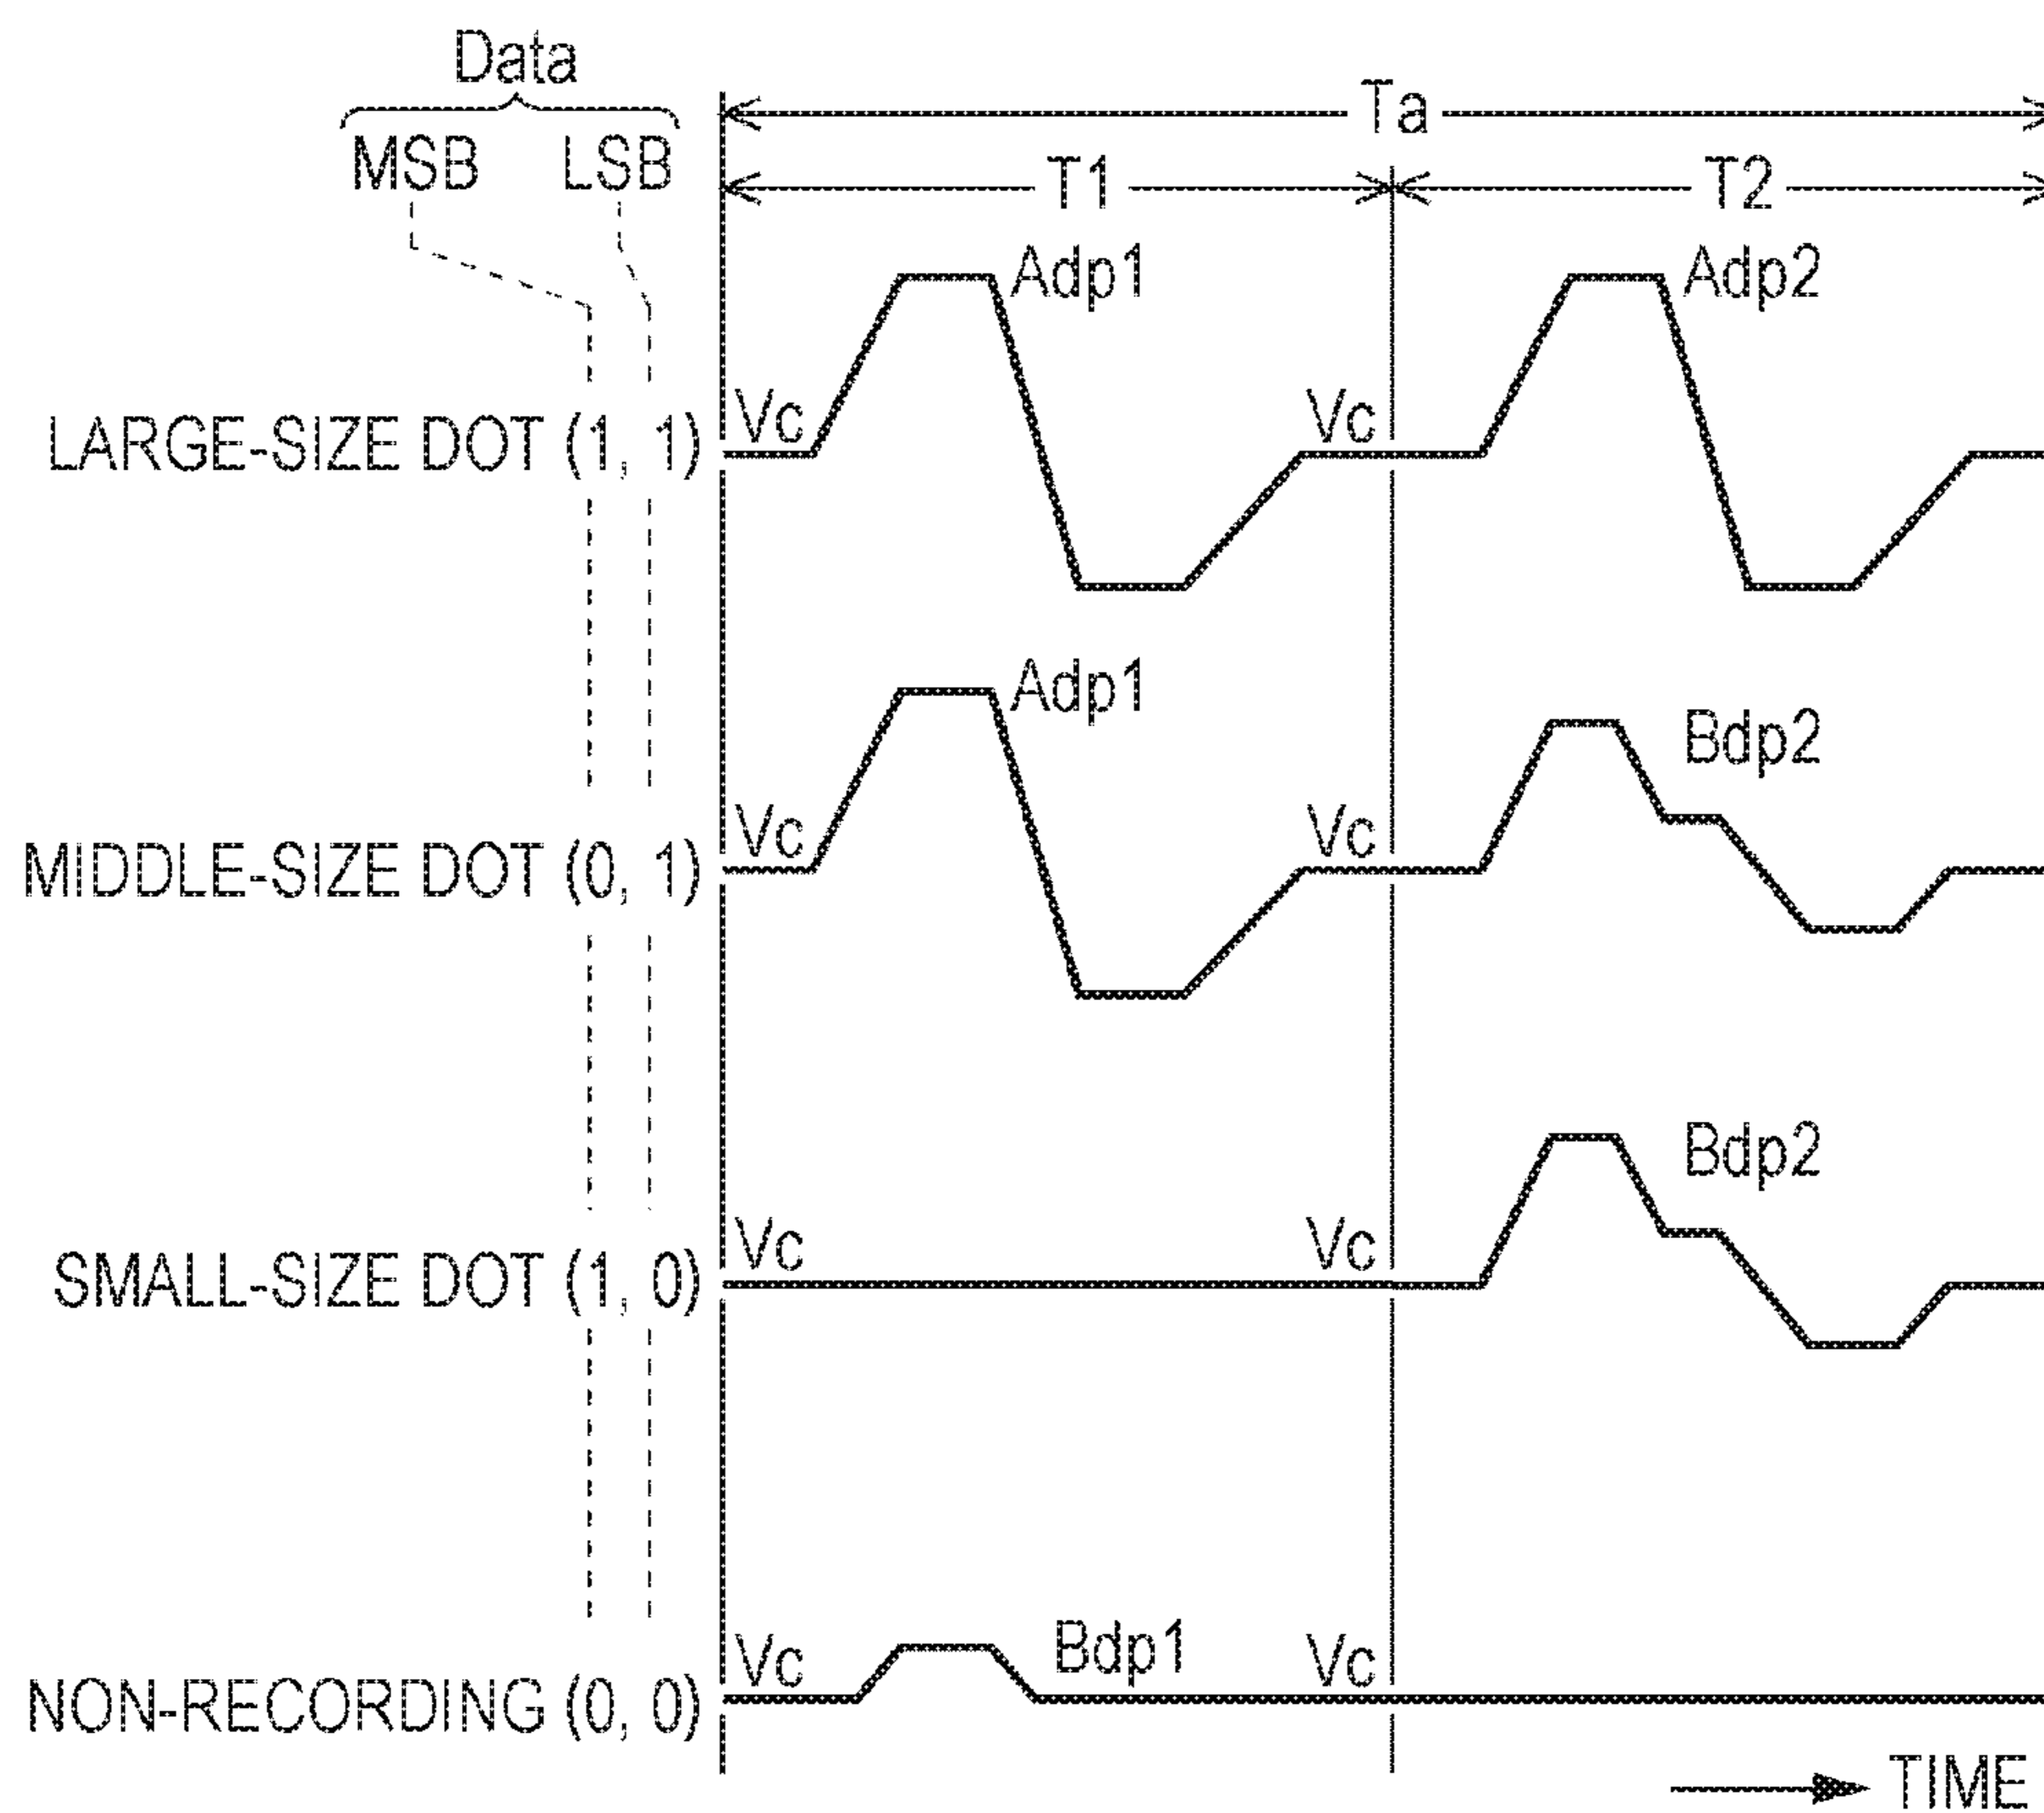 Data
MSB LSB
Ta
T1 T2
Adp1 Adp2
Vc Vc
LARGE-SIZE DOT (1, 1)
Adp1 Bdp2
Vc Vc
MIDDLE-SIZE DOT (0, 1)
Bdp2
Vc Vc
SMALL-SIZE DOT (1, 0)
Vc Bdp1 Vc
NON-RECORDING (0, 0)
TIME